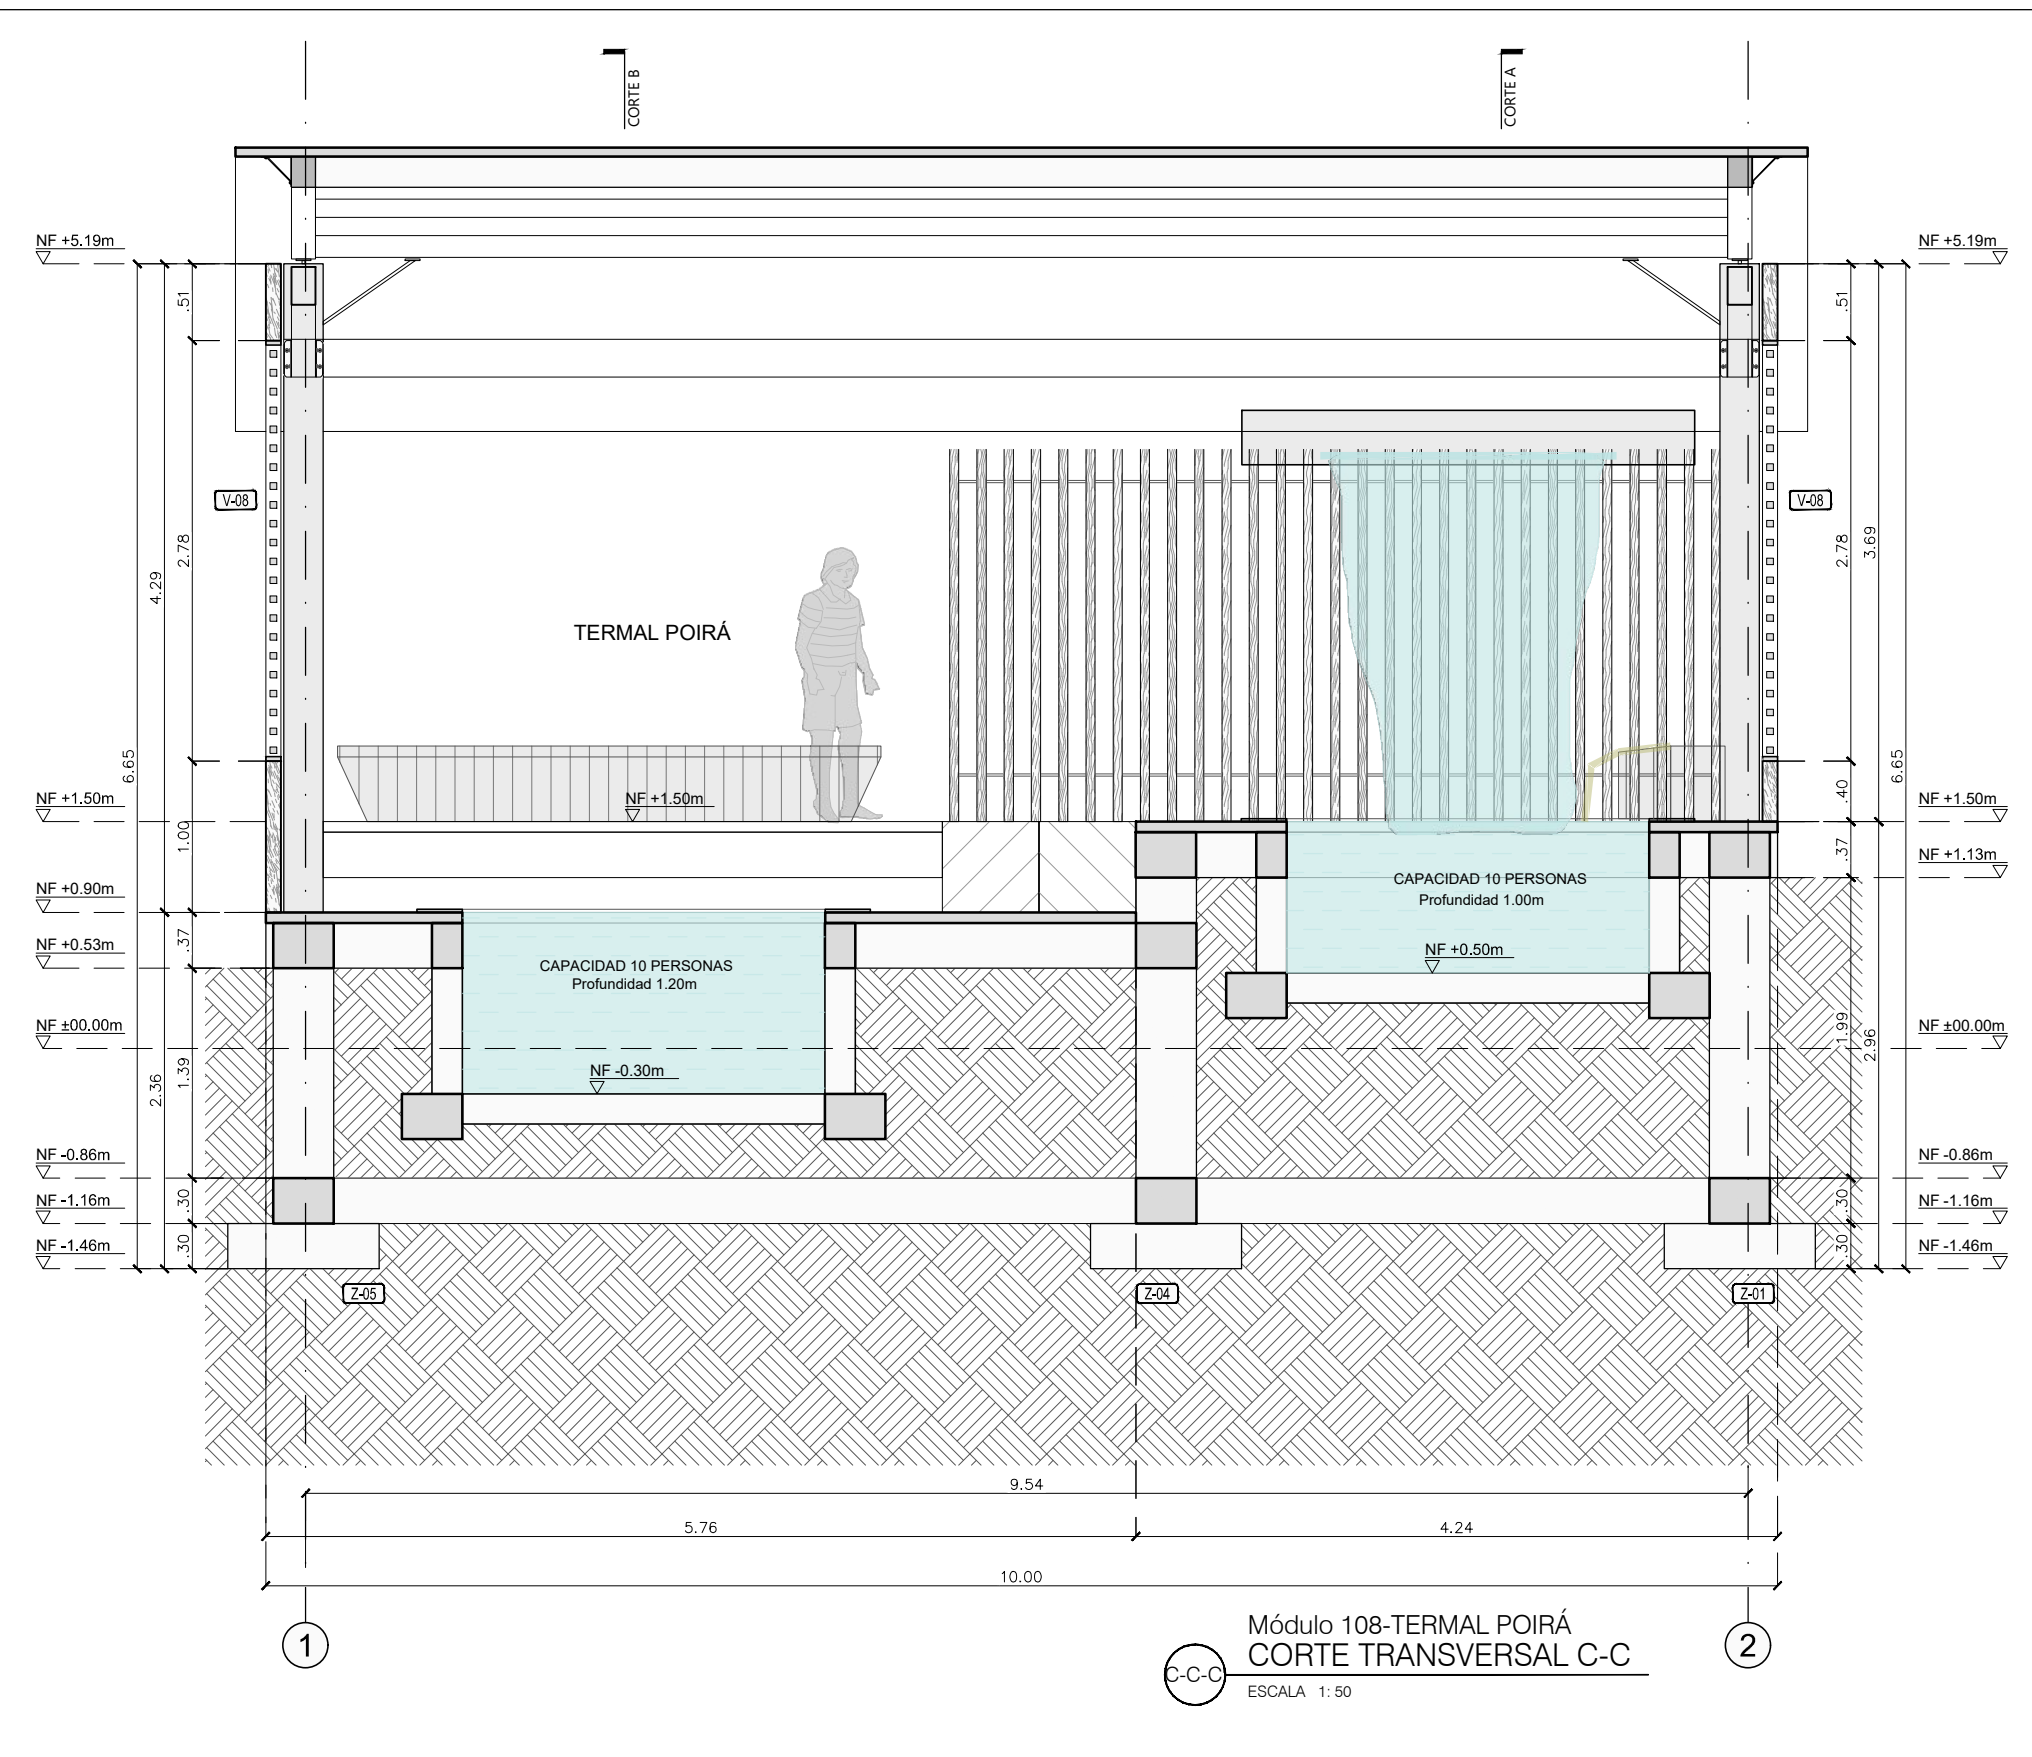 CORTE B
CORTE A
NF +5.19m
NF +5.19m
.51
.51
V-08
V-08
2.78
4.29
2.78
3.69
TERMAL POIRÁ
6.65
6.65
NF +1.50m
NF +1.50m
.40
NF +1.50m
1.00
.37
NF +1.13m
CAPACIDAD 10 PERSONAS
Profundidad 1.00m
NF +0.90m
NF +0.53m
.37
NF +0.50m
CAPACIDAD 10 PERSONAS
Profundidad 1.20m
NF ±00.00m
NF ±00.00m
1.99
2.96
1.39
2.36
NF -0.30m
NF -0.86m
NF -0.86m
NF -1.16m
.30
.30
NF -1.16m
NF -1.46m
.30
.30
NF -1.46m
Z-05
Z-04
Z-01
9.54
5.76
4.24
10.00
1
2
Módulo 108-TERMAL POIRÁ
CORTE TRANSVERSAL C-C
C-C-C
ESCALA 1: 50